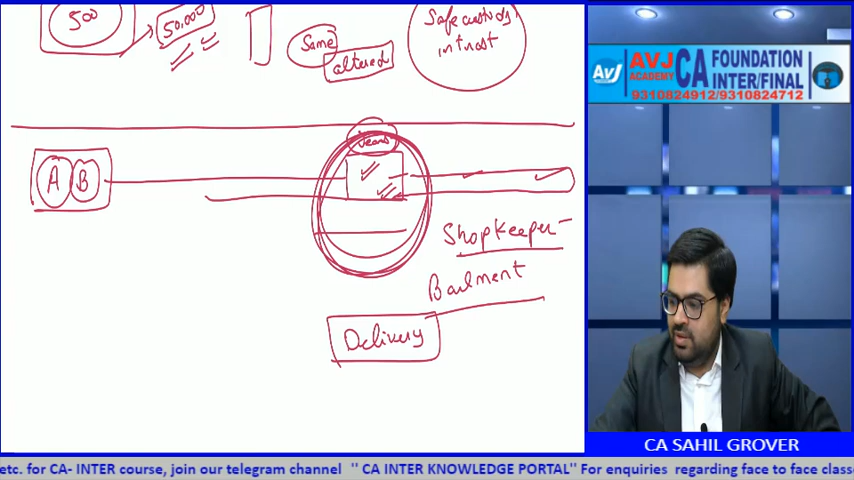 500
50,000
Same
altered
Safe custody
in trust
AVJ
ACADEMY
CA FOUNDATION
INTER/FINAL
9310824912/9310824712
AVJ
A B
Shopkeeper
Bailment
Delivery
CA SAHIL GROVER
etc. for CA- INTER course, join our telegram channel " CA INTER KNOWLEDGE PORTAL" For enquiries regarding face to face classe